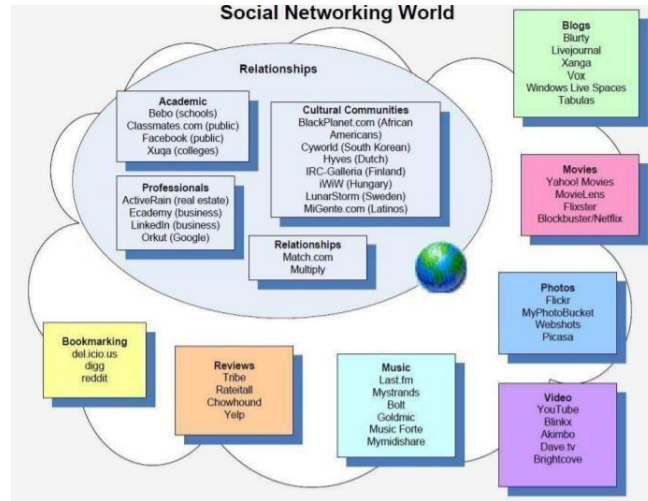 Social Networking World
Relationships
Academic
Bebo (schools)
Classmates.com (public)
Facebook (public)
Xuqa (colleges)
Cultural Communities
BlackPlanet.com (African
Americans)
Cyworld (South Korean)
Hyves (Dutch)
IRC-Galleria (Finland)
iWiW (Hungary)
LunarStorm (Sweden)
MiGente.com (Latinos)
Professionals
ActiveRain (real estate)
Ecademy (business)
LinkedIn (business)
Orkut (Google)
Relationships
Match.com
Multiply
Blogs
Blurty
Livejournal
Xanga
Vox
Windows Live Spaces
Tabulas
Movies
Yahoo! Movies
MovieLens
Flixster
Blockbuster/Netflix
Photos
Flickr
MyPhotoBucket
Webshots
Picasa
Bookmarking
del.icio.us
digg
reddit
Reviews
Tribe
Rateitall
Chowhound
Yelp
Music
Last.fm
Mystrands
Bolt
Goldmic
Music Forte
Mymidishare
Video
YouTube
Blinkx
Akimbo
Dave.tv
Brightcove